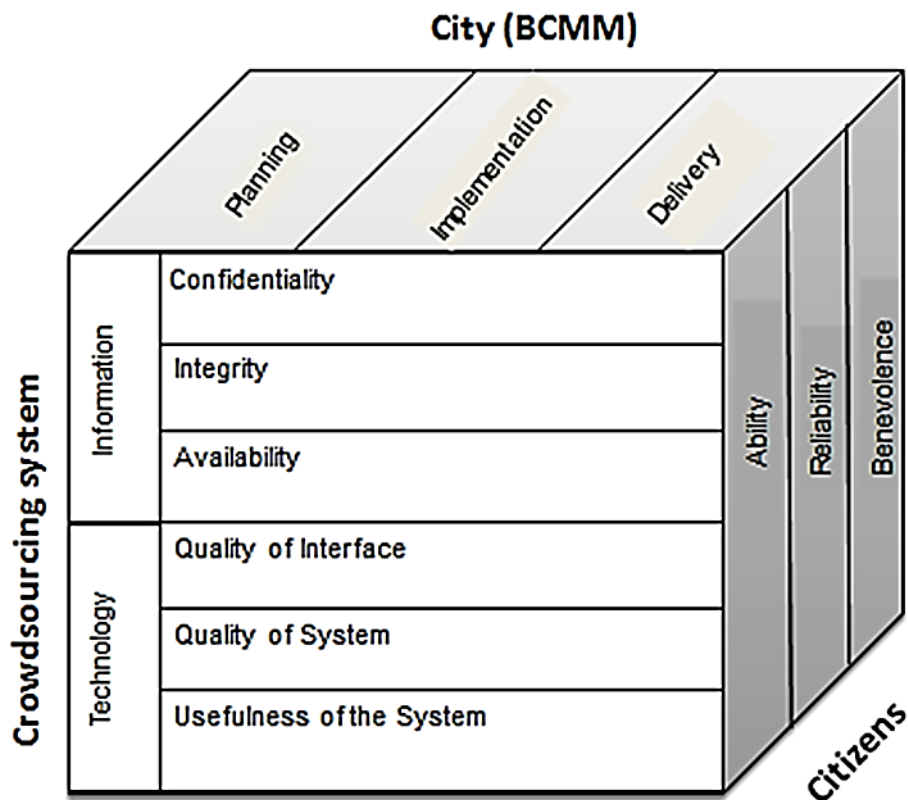 City (BCMM)
Planning
Implementation
Delivery
Crowdsourcing system
Information
Confidentiality
Integrity
Availability
Technology
Quality of Interface
Quality of System
Usefulness of the System
Ability
Reliability
Benevolence
Citizens